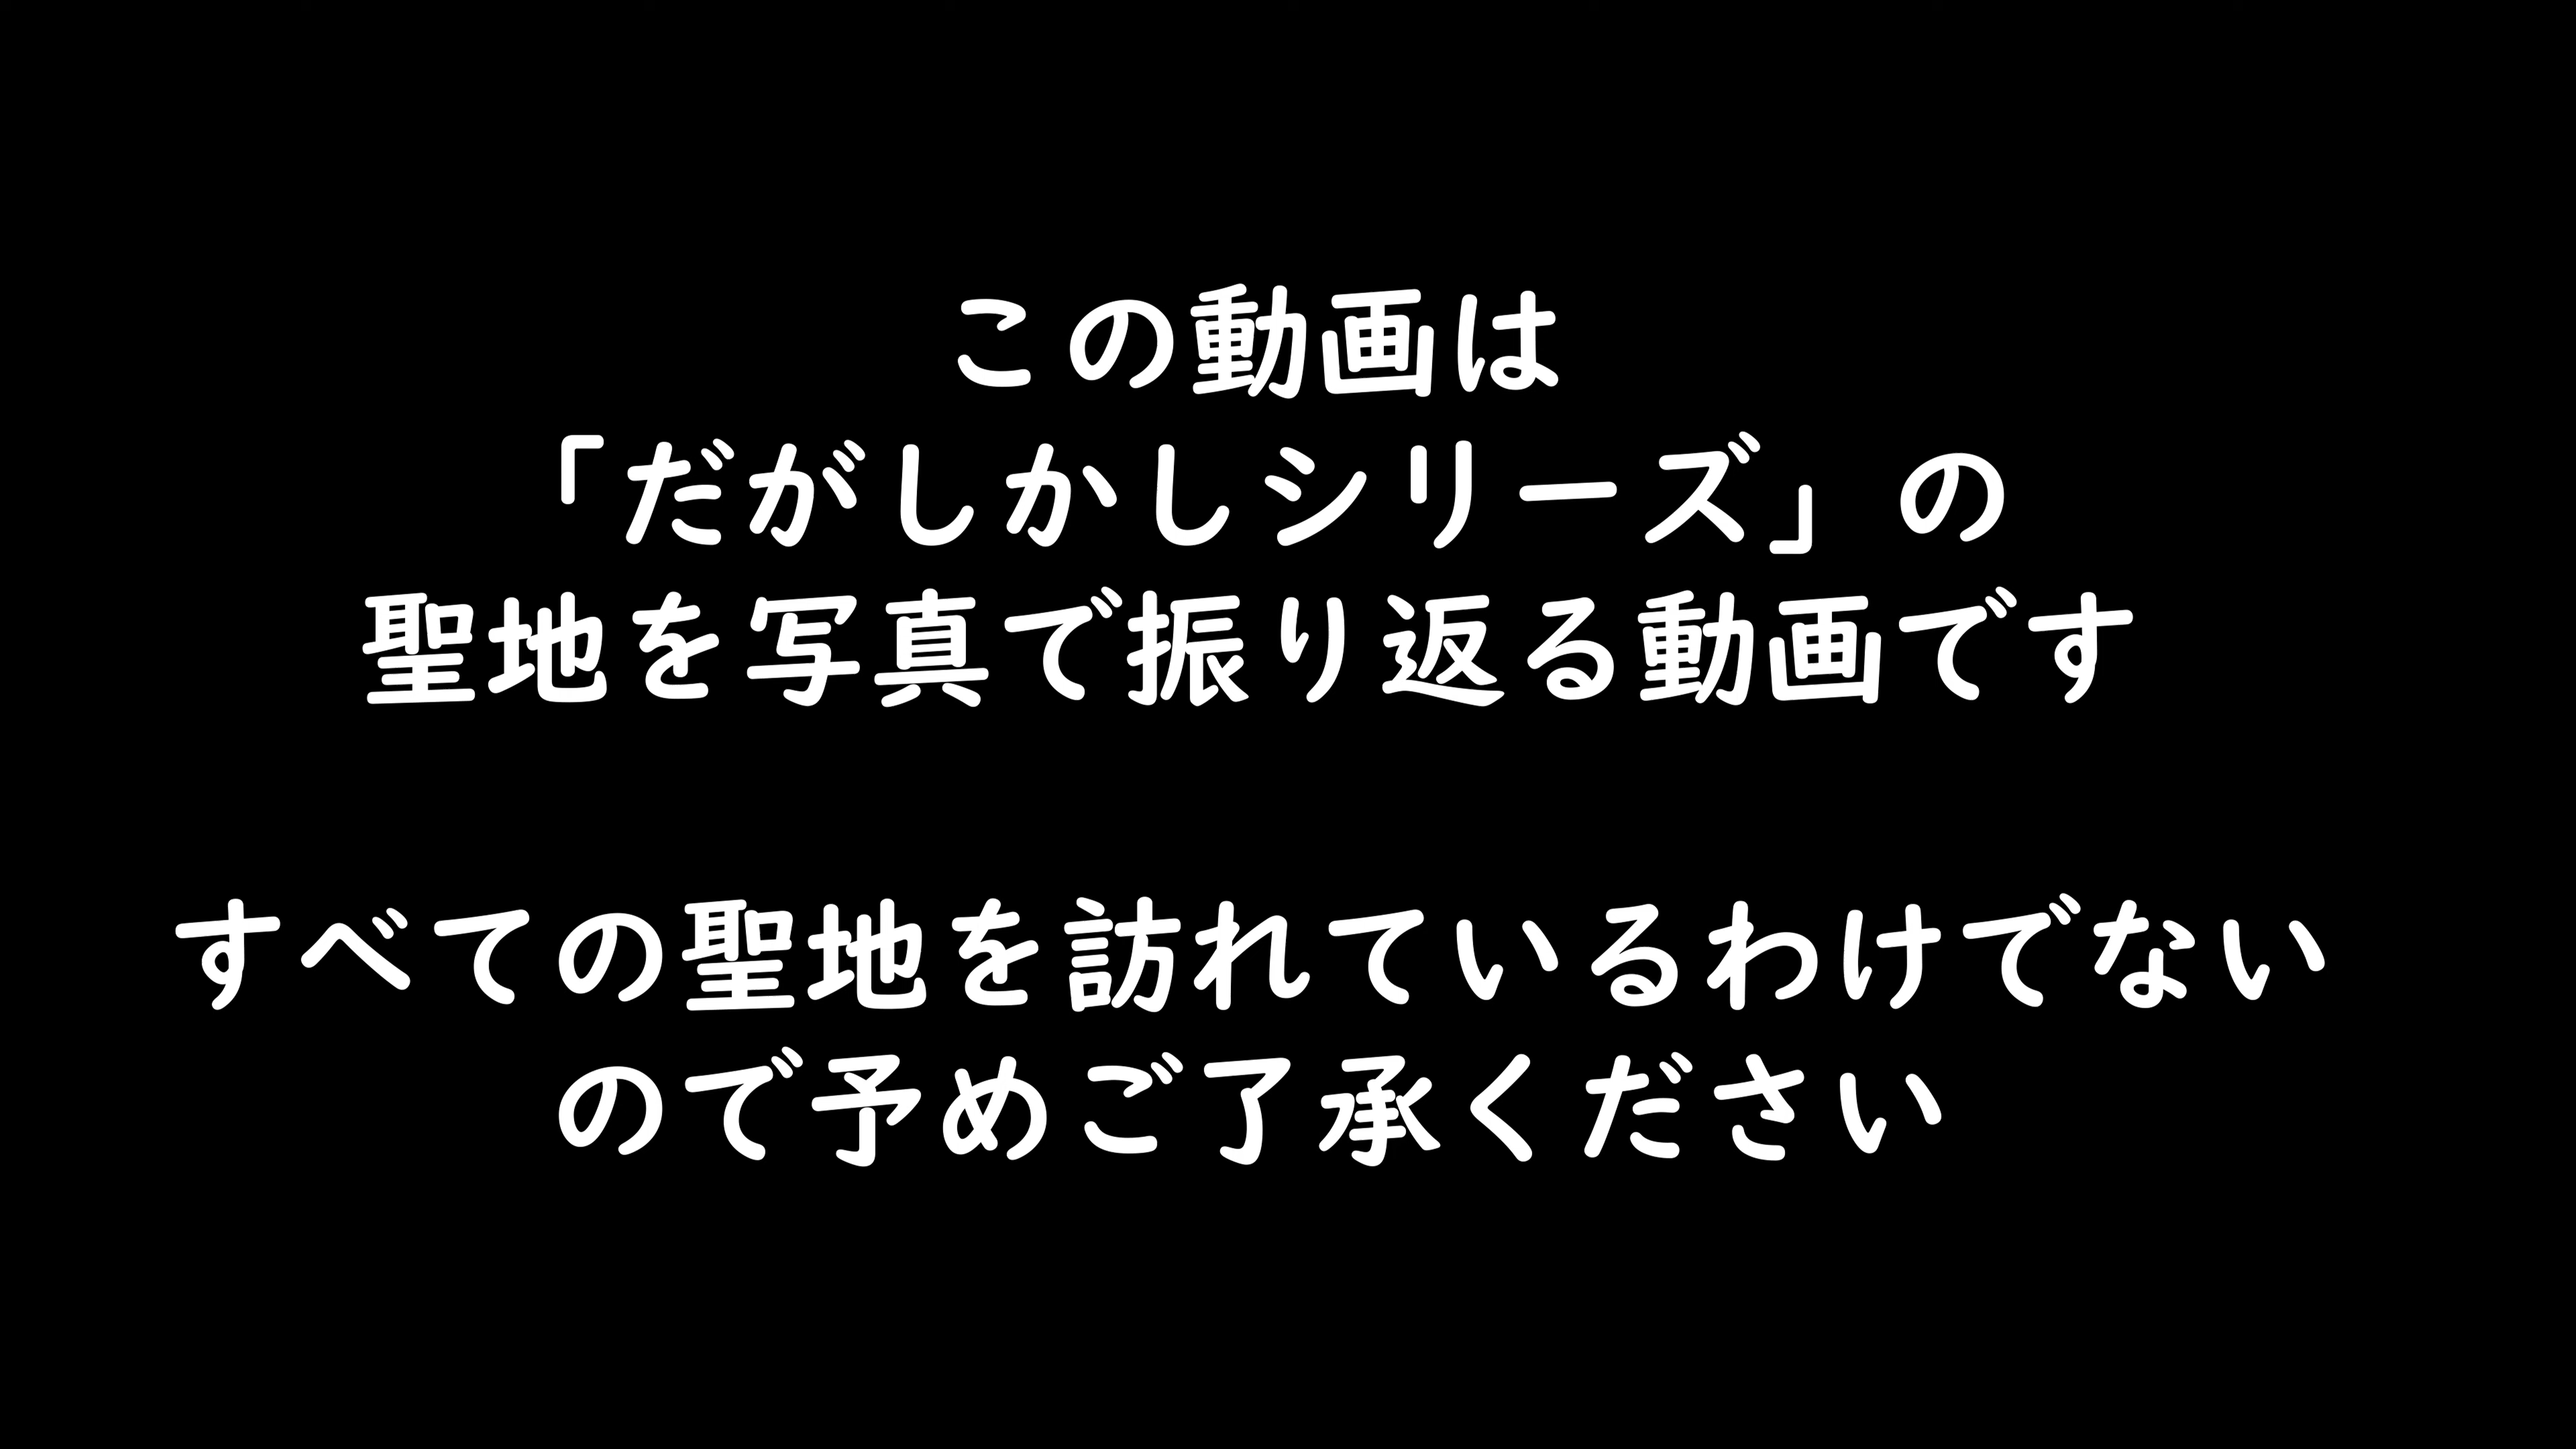 この動画は
「だがしかしシリーズ」の
聖地を写真で振り返る動画です
すべての聖地を訪れているわけでない
ので予めご了承ください